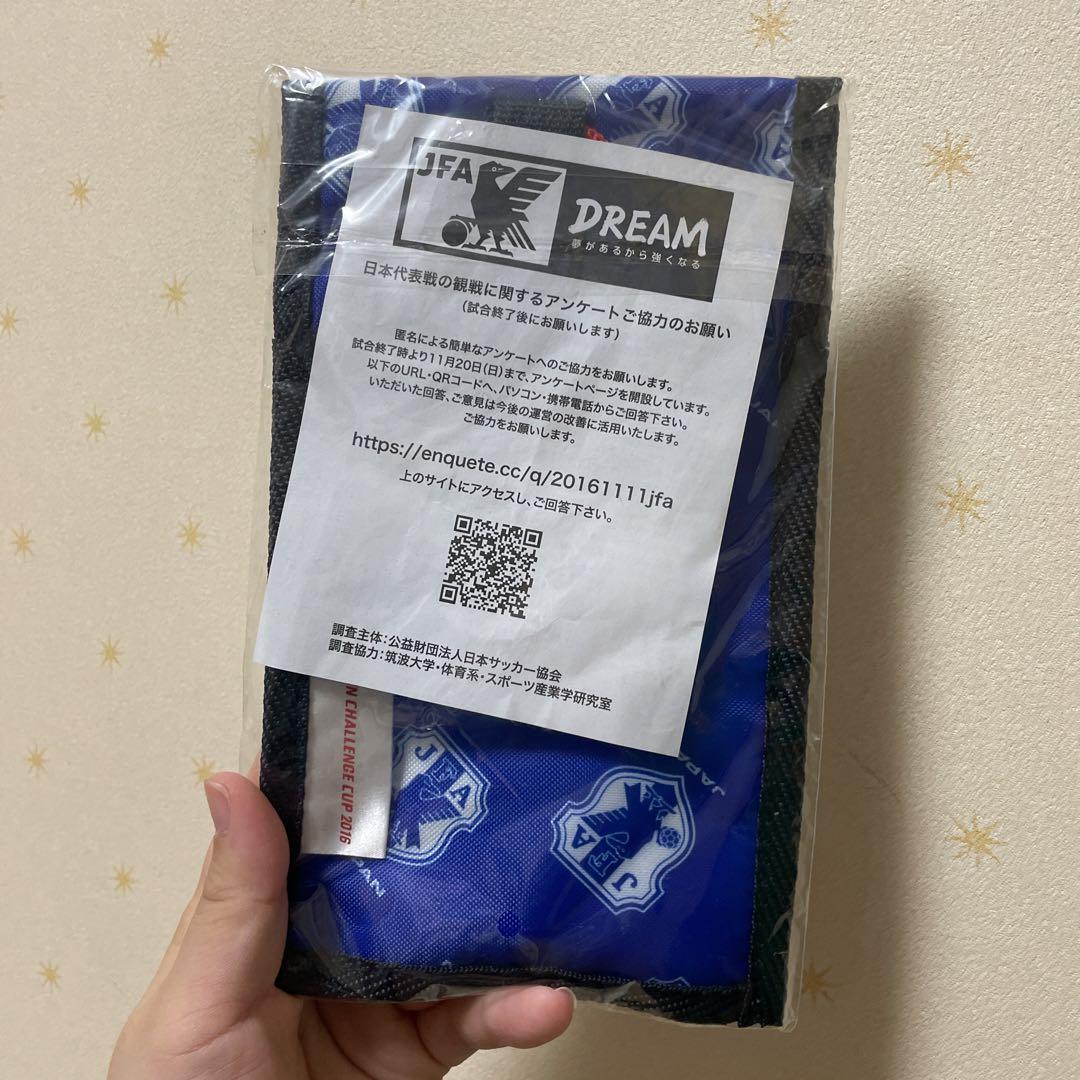 JFA
DREAM
夢があるから強くなる
日本代表戦の観戦に関するアンケートご協力のお願い
(試合終了後にお願いします)
匿名による簡単なアンケートへのご協力をお願いします。
試合終了時より11月20日(日)まで、アンケートページを開設しています。
以下のURL・QRコードへ、パソコン・携帯電話からご回答下さい。
いただいた回答、ご意見は今後の運営の改善に活用いたします。
ご協力をお願いします。
https://enquete.cc/q/20161111jfa
上のサイトにアクセスし、ご回答下さい。
調査主体:公益財団法人日本サッカー協会
調査協力:筑波大学・体育系・スポーツ産業学研究室
N CHALLENGE CUP 2016
JFA
JFA
JAPA
PAN